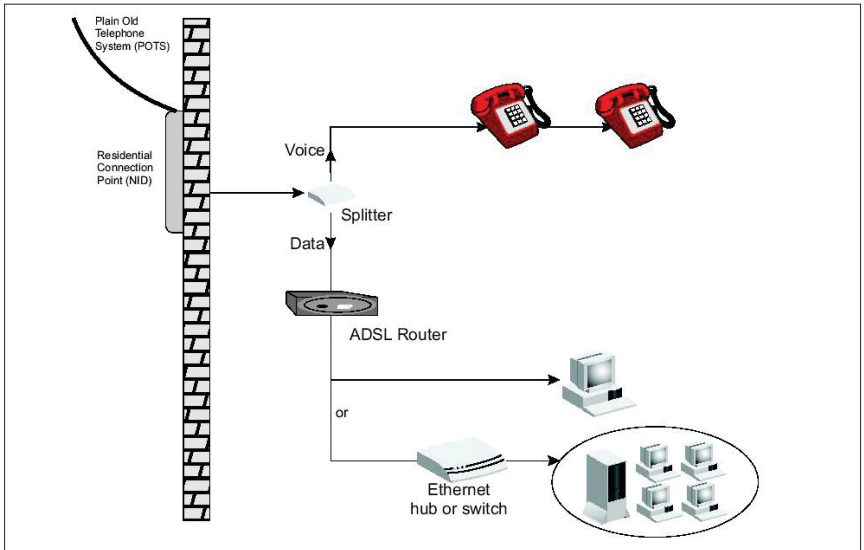 Plain Old
Telephone
System (POTS)
Residential
Connection
Point (NID)
Voice
Splitter
Data
ADSL Router
or
Ethernet
hub or switch